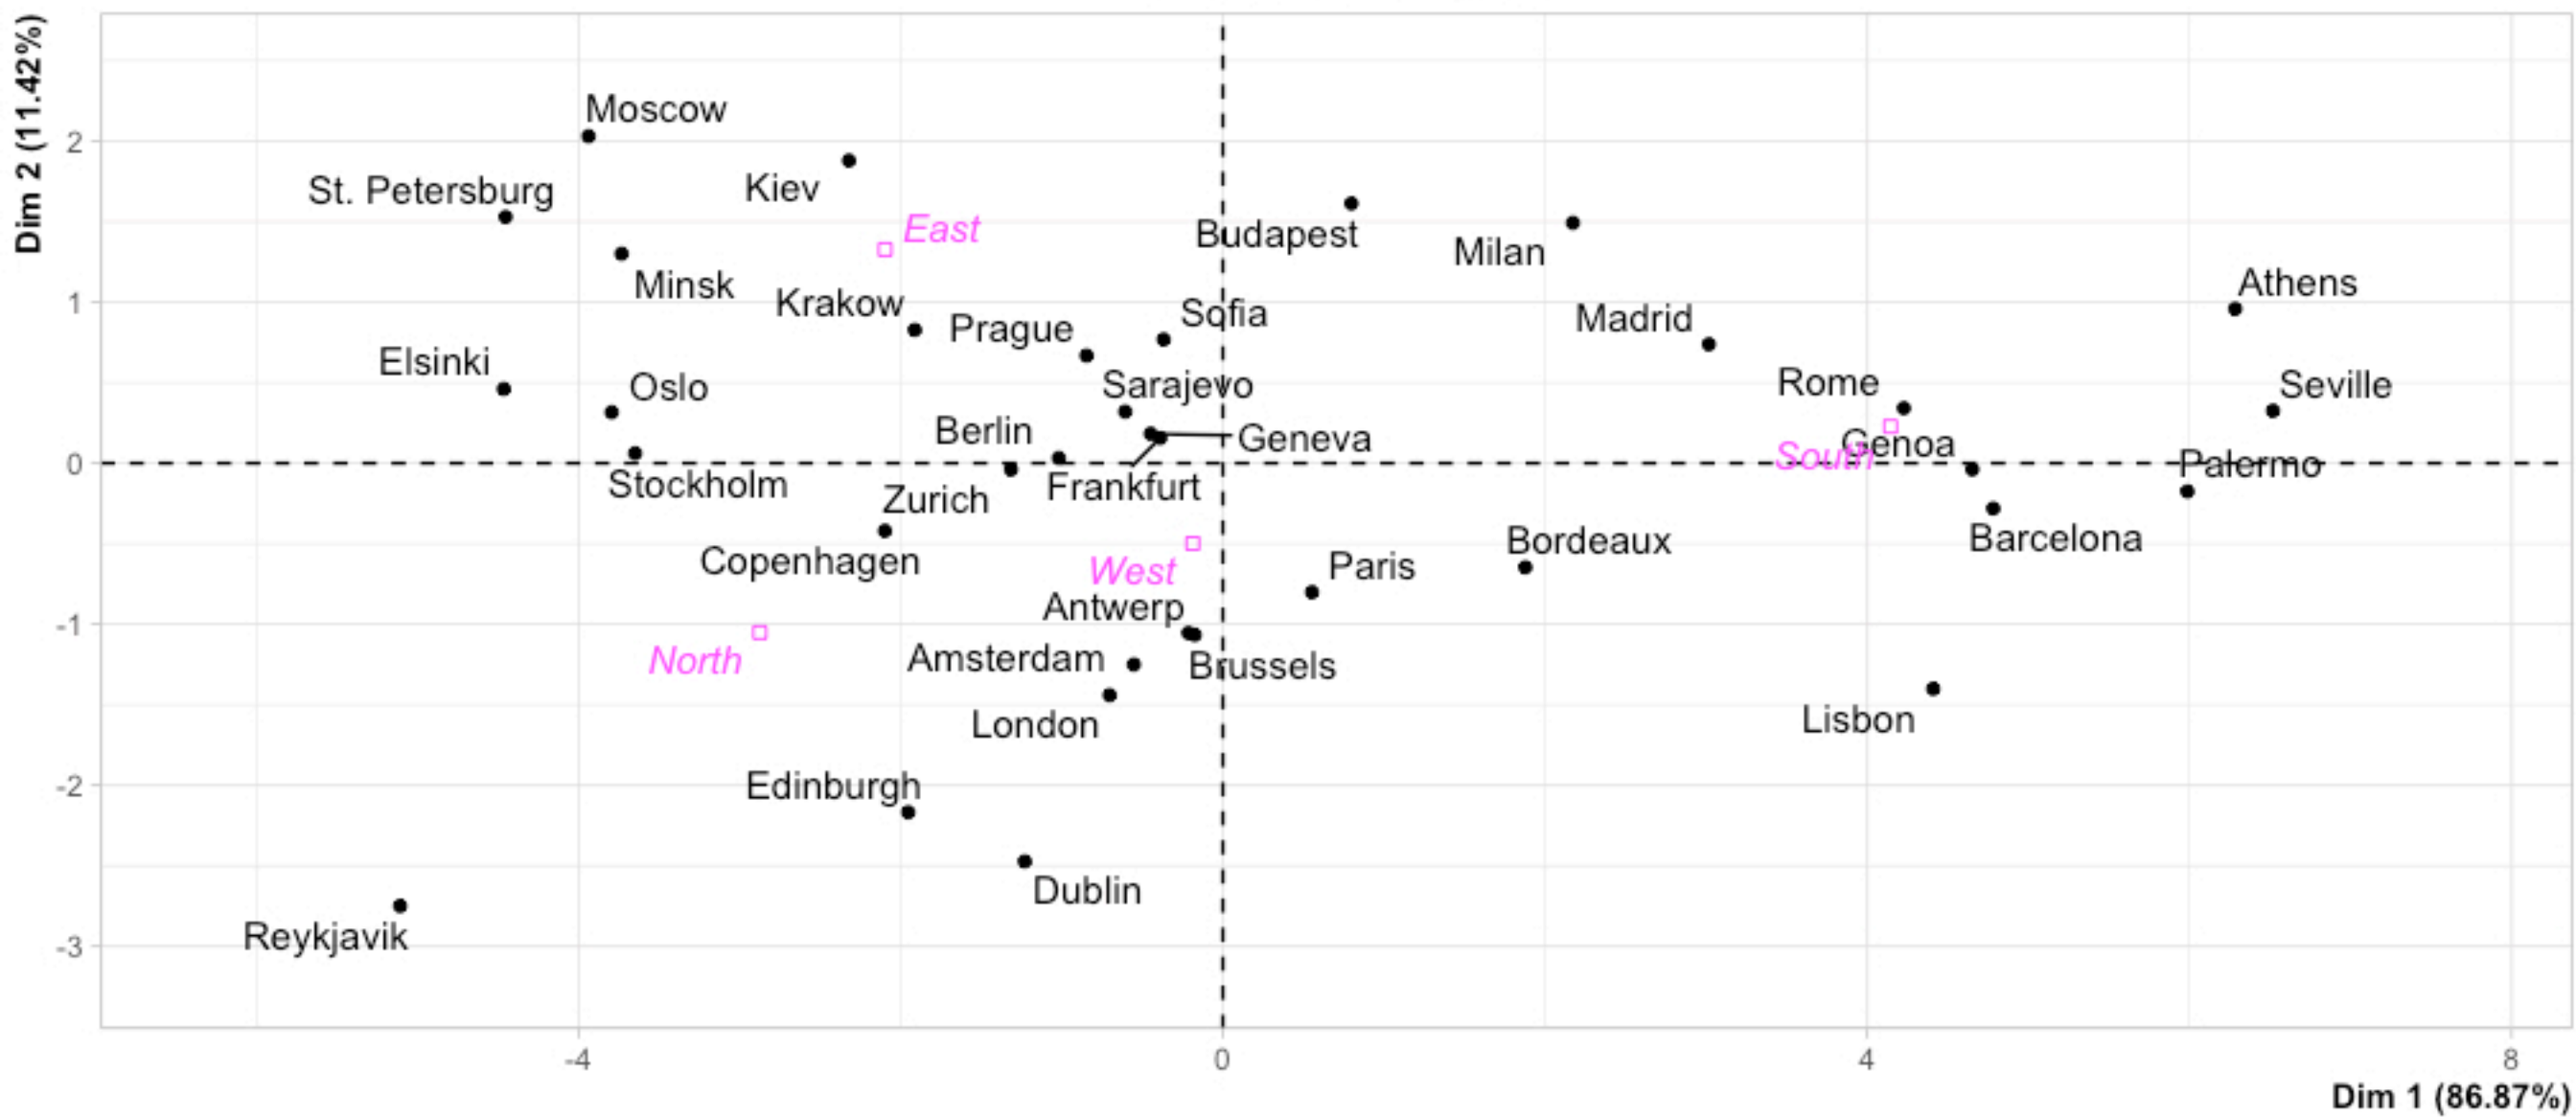 Dim 2 (11.42%)
2
1
0
-1
-2
-3
Moscow
Kiev
St. Petersburg
East
Budapest
Milan
Minsk
Athens
Krakow
Sofia
Prague
Madrid
Elsinki
Oslo
Sarajevo
Rome
Seville
Berlin
Geneva
Genoa
South
Palermo
Stockholm
Zurich
Frankfurt
Copenhagen
West
Bordeaux
Barcelona
Paris
Antwerp
North
Amsterdam
Brussels
London
Lisbon
Edinburgh
Dublin
Reykjavik
-4
0
4
8
Dim 1 (86.87%)